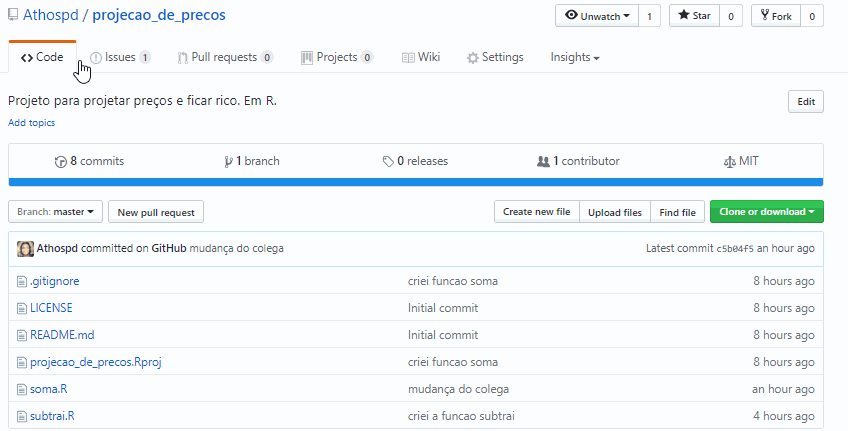 Athospd / projecao_de_precos
Unwatch 1 Star 0 Fork 0
Code Issues 1 Pull requests 0 Projects 0 Wiki Settings Insights
Projeto para projetar preços e ficar rico. Em R. Edit
Add topics
8 commits 1 branch 0 releases 1 contributor MIT
Branch: master New pull request Create new file Upload files Find file Clone or download
Athospd committed on GitHub mudança do colega Latest commit c5b04f5 an hour ago
.gitignore criei funcao soma 8 hours ago
LICENSE Initial commit 8 hours ago
README.md Initial commit 8 hours ago
projecao_de_precos.Rproj criei funcao soma 8 hours ago
soma.R mudança do colega an hour ago
subtrai.R criei a funcao subtrai 4 hours ago